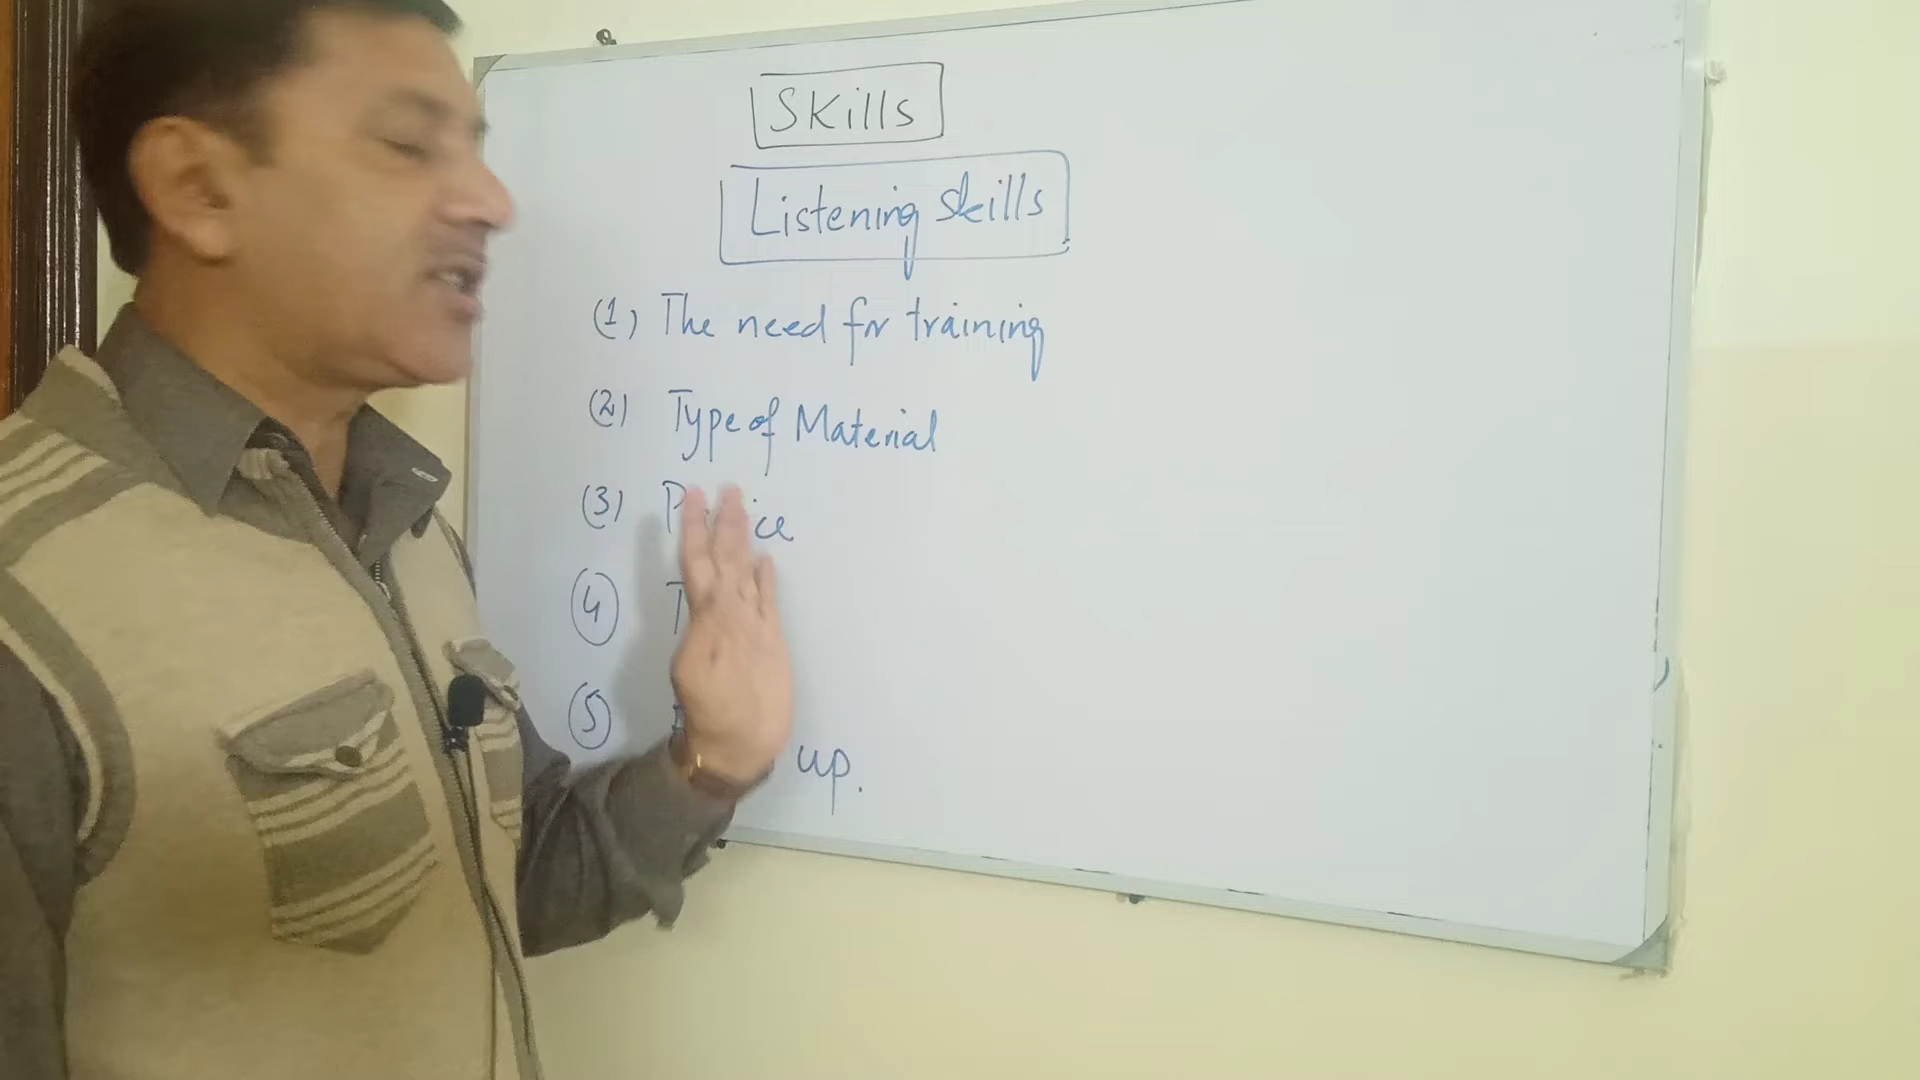 Skills
Listening Skills
(1) The need for training
(2) Type of Material
(3)
4
5
up.